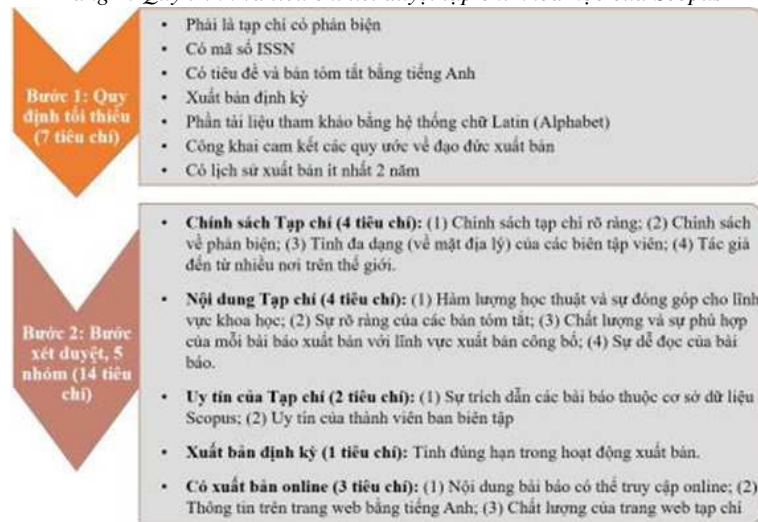 Bước 1: Quy
định tối thiểu
(7 tiêu chí)
• Phải là tạp chí có phản biện
• Có mã số ISSN
• Có tiêu đề và bản tóm tắt bằng tiếng Anh
• Xuất bản định kỳ
• Phần tài liệu tham khảo bằng hệ thống chữ Latin (Alphabet)
• Công khai cam kết các quy ước về đạo đức xuất bản
• Có lịch sử xuất bản ít nhất 2 năm
Bước 2: Bước
xét duyệt, 5
nhóm (14 tiêu
chí)
• Chính sách Tạp chí (4 tiêu chí): (1) Chính sách tạp chí rõ ràng; (2) Chính sách
về phản biện; (3) Tính đa dạng (về mặt địa lý) của các biên tập viên; (4) Tác giả
đến từ nhiều nơi trên thế giới.
• Nội dung Tạp chí (4 tiêu chí): (1) Hàm lượng học thuật và sự đóng góp cho lĩnh
vực khoa học; (2) Sự rõ ràng của các bản tóm tắt; (3) Chất lượng và sự phù hợp
của mỗi bài báo xuất bản với lĩnh vực xuất bản công bố; (4) Sự dễ đọc của bài
báo.
• Uy tín của Tạp chí (2 tiêu chí): (1) Sự trích dẫn các bài báo thuộc cơ sở dữ liệu
Scopus; (2) Uy tín của thành viên ban biên tập
• Xuất bản định kỳ (1 tiêu chí): Tính đúng hạn trong hoạt động xuất bản.
• Có xuất bản online (3 tiêu chí): (1) Nội dung bài báo có thể truy cập online; (2)
Thông tin trên trang web bằng tiếng Anh; (3) Chất lượng của trang web tạp chí